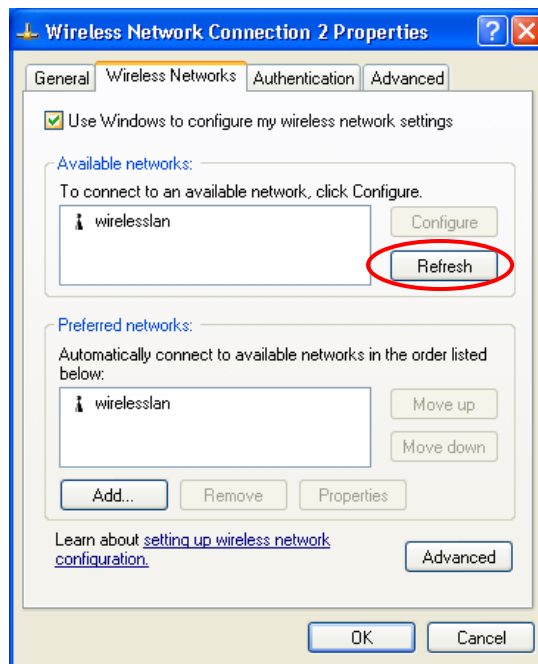 Wireless Network Connection 2 Properties
General Wireless Networks Authentication Advanced
Use Windows to configure my wireless network settings
Available networks:
To connect to an available network, click Configure.
wirelesslan
Configure
Refresh
Preferred networks:
Automatically connect to available networks in the order listed
below:
wirelesslan
Move up
Move down
Add... Remove Properties
Learn about setting up wireless network
configuration.
Advanced
OK Cancel